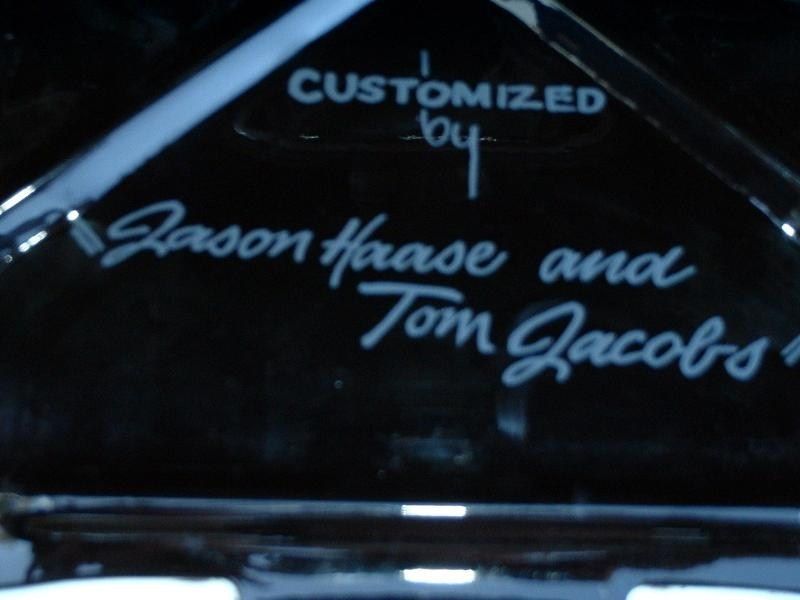 CUSTOMIZED
by
"Jason Haase and
Tom Jacobs"